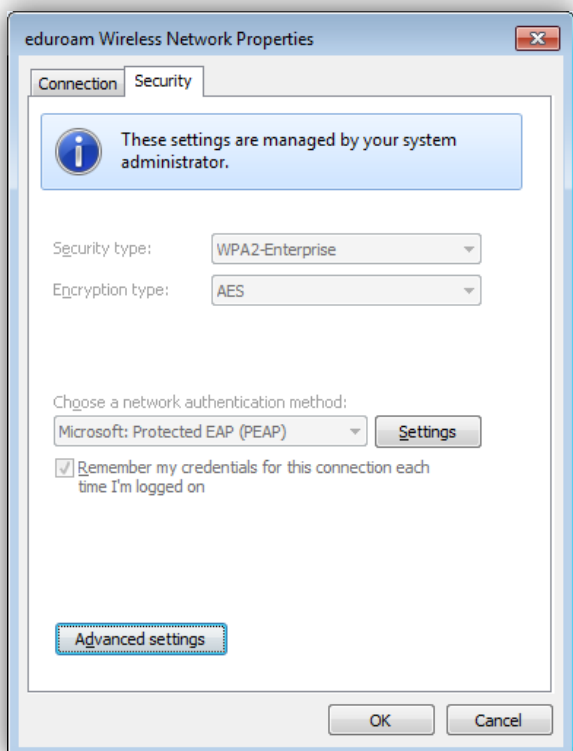 eduroam Wireless Network Properties
Connection
Security
These settings are managed by your system
administrator.
Security type:
WPA2-Enterprise
Encryption type:
AES
Choose a network authentication method:
Microsoft: Protected EAP (PEAP)
Settings
Remember my credentials for this connection each
time I'm logged on
Advanced settings
OK
Cancel